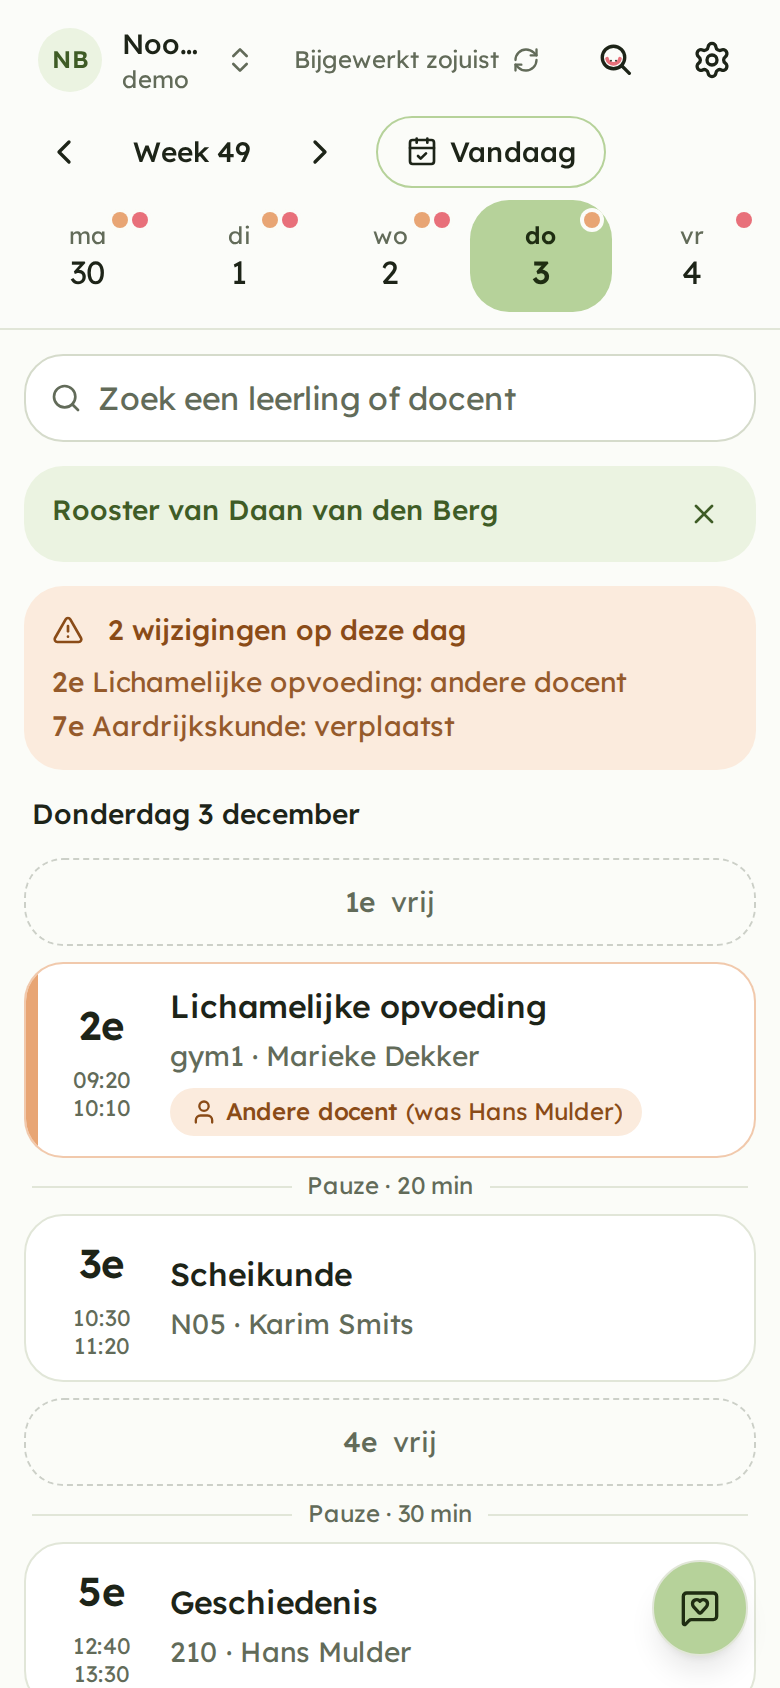 NB
Noo...
demo
Bijgewerkt zojuist
Week 49
Vandaag
ma
30
di
1
wo
2
do
3
vr
4
Zoek een leerling of docent
Rooster van Daan van den Berg
2 wijzigingen op deze dag
2e Lichamelijke opvoeding: andere docent
7e Aardrijkskunde: verplaatst
Donderdag 3 december
1e vrij
2e
09:20
10:10
Lichamelijke opvoeding
gym1 · Marieke Dekker
Andere docent (was Hans Mulder)
Pauze · 20 min
3e
10:30
11:20
Scheikunde
N05 · Karim Smits
4e vrij
Pauze · 30 min
5e
12:40
13:30
Geschiedenis
210 · Hans Mulder